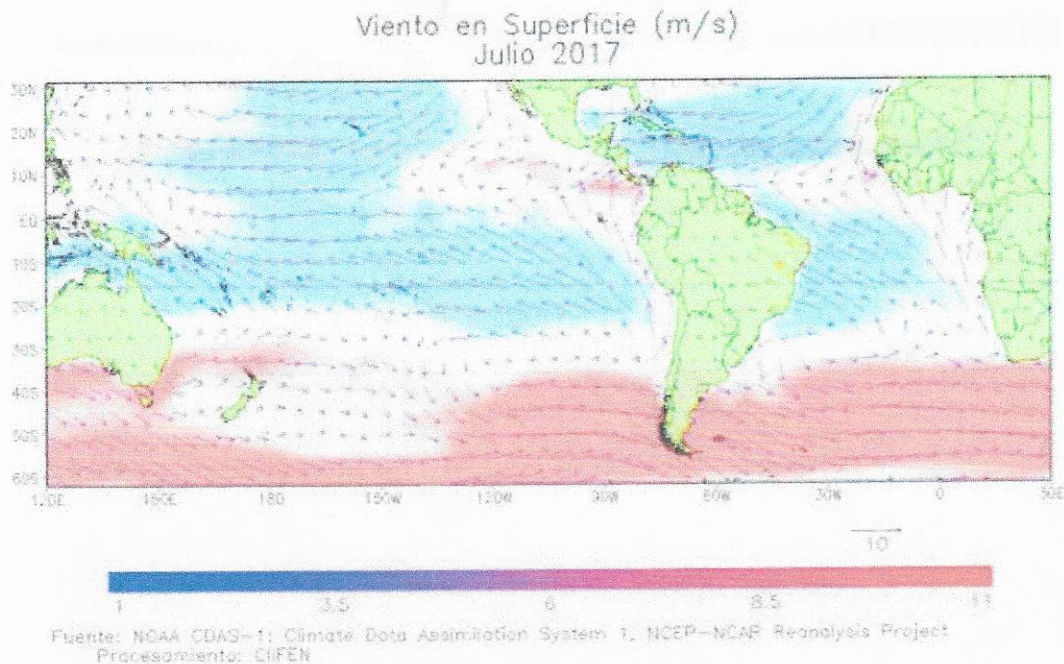 Viento en Superficie (m/s)
Julio 2017
30N
20N
10N
EQ
10S
20S
30S
40S
50S
60S
120E 150E 180 150W 120W 90W 60W 30W 0 30E
10
1 3.5 6 8.5 11
Fuente: NOAA CDAS-1: Climate Data Assimilation System 1, NCEP-NCAR Reanalysis Project
Procesamiento: CIIFEN